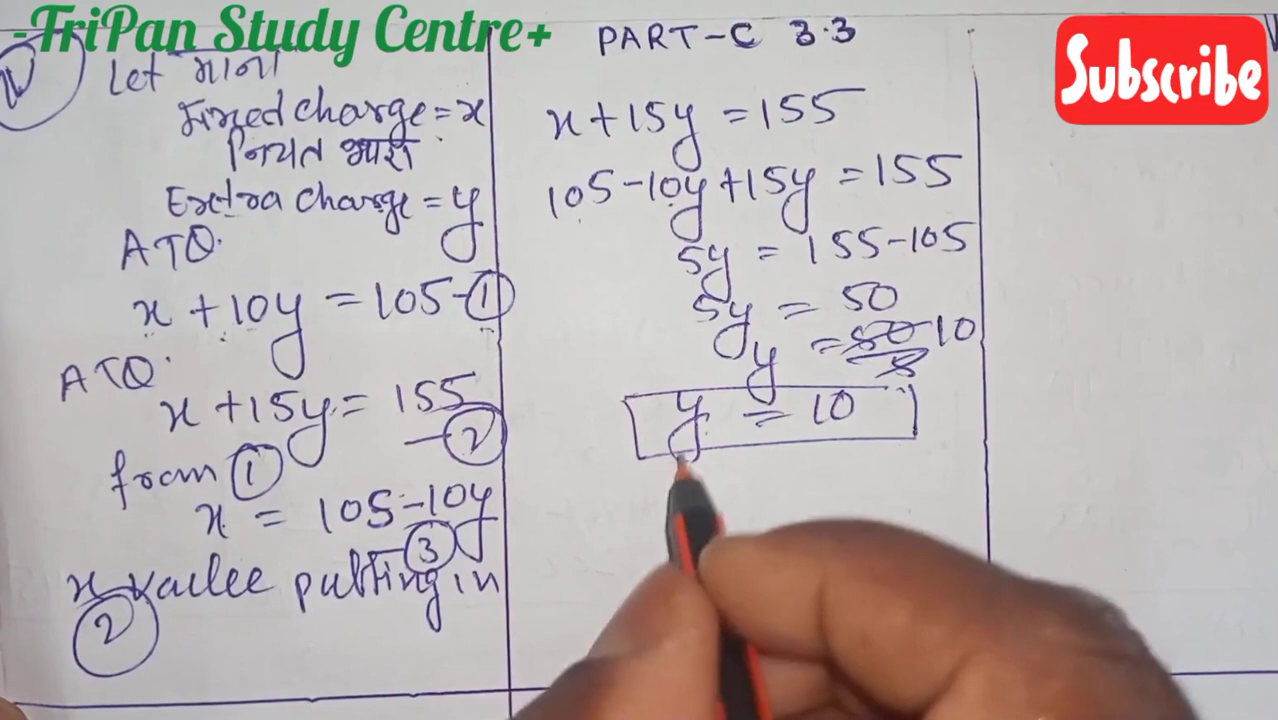 -TriPan Study Centre+
PART-C 3.3
Subscribe
Let माना
Fixed charge = x
नियत भाडा
Extra charge = y
ATQ.
x + 10y = 105 - ①
ATQ.
x + 15y = 155
- ②
from ①
x = 105 - 10y
- ③
x value putting in
②
x + 15y = 155
105 - 10y + 15y = 155
5y = 155 - 105
5y = 50
y = 50/5 10
y = 10